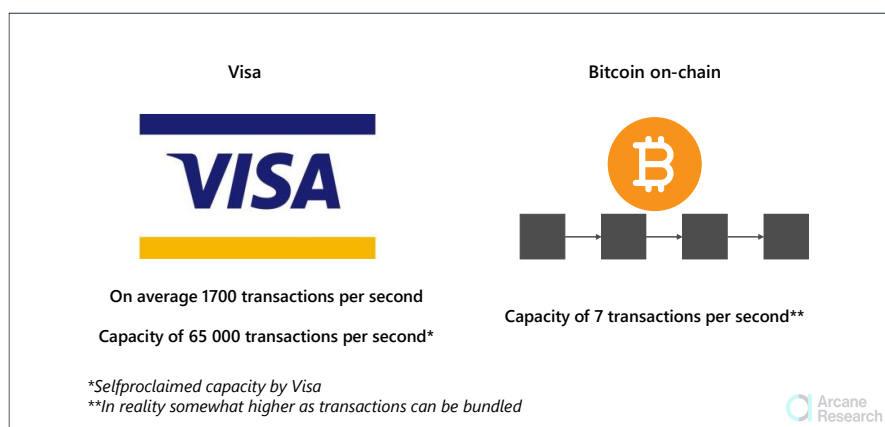 Visa
Bitcoin on-chain
VISA
On average 1700 transactions per second
Capacity of 65 000 transactions per second*
Capacity of 7 transactions per second**
*Selfproclaimed capacity by Visa
**In reality somewhat higher as transactions can be bundled
Arcane
Research